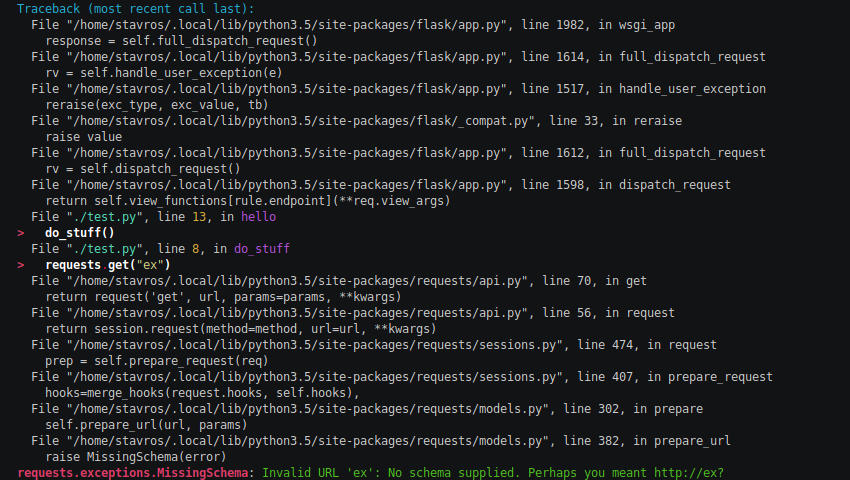 Traceback (most recent call last):
  File "/home/stavros/.local/lib/python3.5/site-packages/flask/app.py", line 1982, in wsgi_app
    response = self.full_dispatch_request()
  File "/home/stavros/.local/lib/python3.5/site-packages/flask/app.py", line 1614, in full_dispatch_request
    rv = self.handle_user_exception(e)
  File "/home/stavros/.local/lib/python3.5/site-packages/flask/app.py", line 1517, in handle_user_exception
    reraise(exc_type, exc_value, tb)
  File "/home/stavros/.local/lib/python3.5/site-packages/flask/_compat.py", line 33, in reraise
    raise value
  File "/home/stavros/.local/lib/python3.5/site-packages/flask/app.py", line 1612, in full_dispatch_request
    rv = self.dispatch_request()
  File "/home/stavros/.local/lib/python3.5/site-packages/flask/app.py", line 1598, in dispatch_request
    return self.view_functions[rule.endpoint](**req.view_args)
  File "./test.py", line 13, in hello
>   do_stuff()
  File "./test.py", line 8, in do_stuff
>   requests.get("ex")
  File "/home/stavros/.local/lib/python3.5/site-packages/requests/api.py", line 70, in get
    return request('get', url, params=params, **kwargs)
  File "/home/stavros/.local/lib/python3.5/site-packages/requests/api.py", line 56, in request
    return session.request(method=method, url=url, **kwargs)
  File "/home/stavros/.local/lib/python3.5/site-packages/requests/sessions.py", line 474, in request
    prep = self.prepare_request(req)
  File "/home/stavros/.local/lib/python3.5/site-packages/requests/sessions.py", line 407, in prepare_request
    hooks=merge_hooks(request.hooks, self.hooks),
  File "/home/stavros/.local/lib/python3.5/site-packages/requests/models.py", line 302, in prepare
    self.prepare_url(url, params)
  File "/home/stavros/.local/lib/python3.5/site-packages/requests/models.py", line 382, in prepare_url
    raise MissingSchema(error)
requests.exceptions.MissingSchema: Invalid URL 'ex': No schema supplied. Perhaps you meant http://ex?